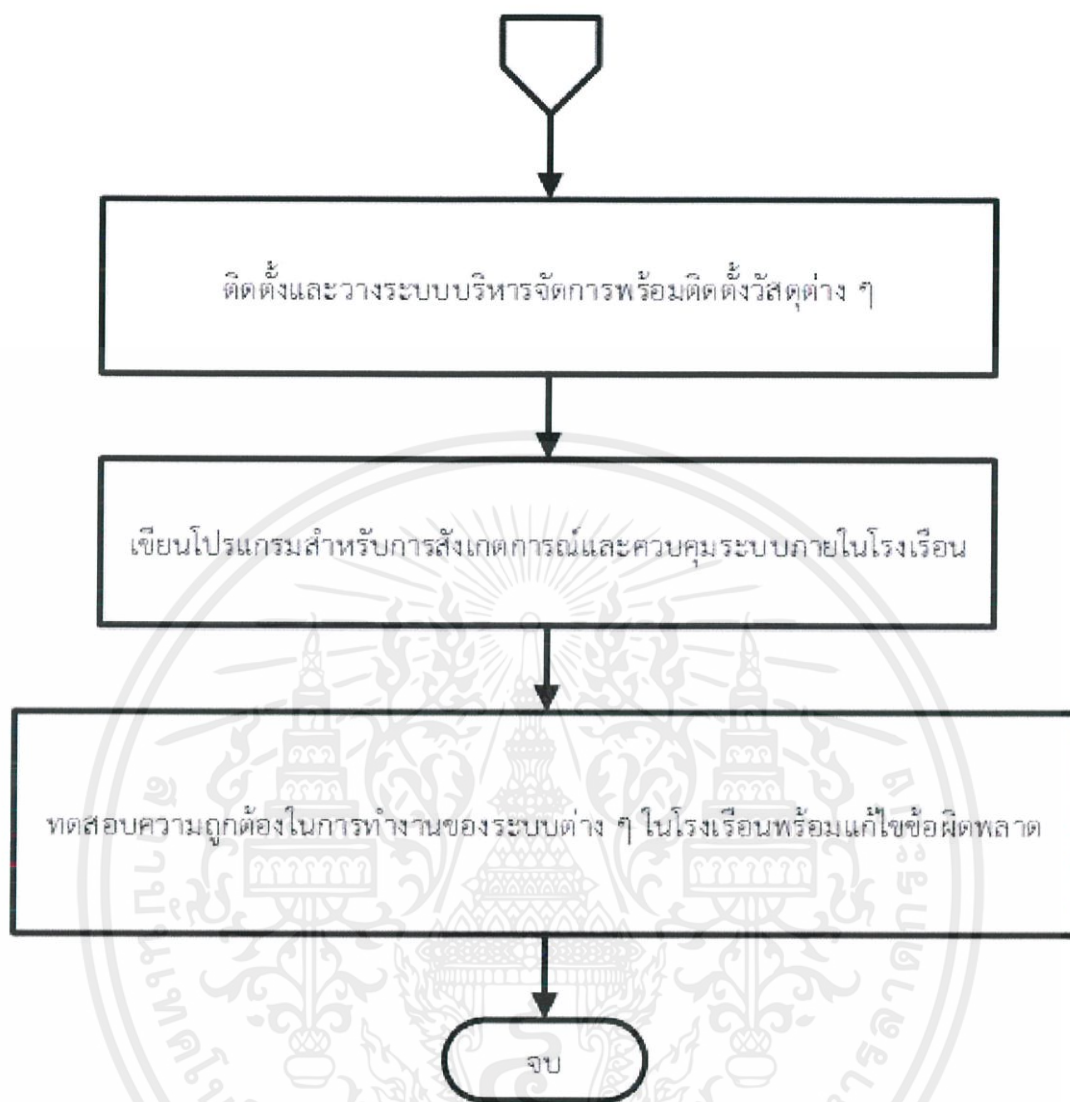 ติดตั้งและวางระบบบริหารจัดการพร้อมติดตั้งวัสดุต่าง ๆ
เขียนโปรแกรมสำหรับการสังเกตการณ์และควบคุมระบบภายในโรงเรือน
ทดสอบความถูกต้องในการทำงานของระบบต่าง ๆ ในโรงเรือนพร้อมแก้ไขข้อผิดพลาด
จบ